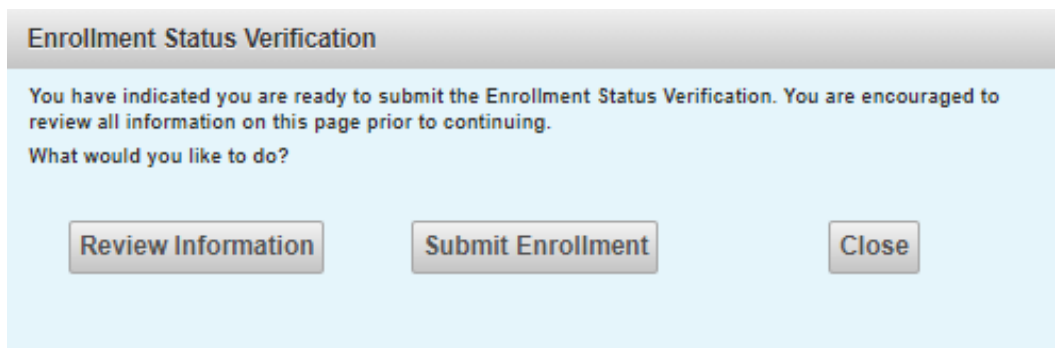 Enrollment Status Verification
You have indicated you are ready to submit the Enrollment Status Verification. You are encouraged to
review all information on this page prior to continuing.
What would you like to do?
Review Information Submit Enrollment Close